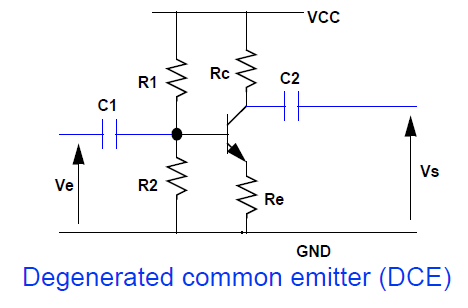 VCC
Rc
R1
C2
C1
Vs
Ve
R2
Re
GND
Degenerated common emitter (DCE)